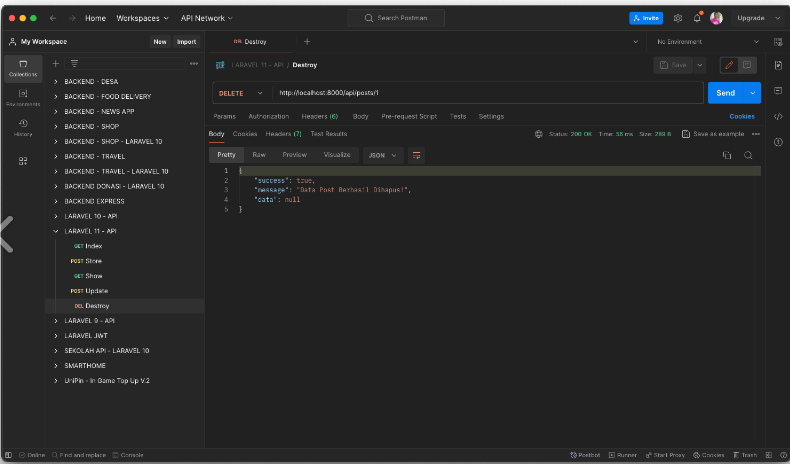 Home Workspaces API Network Search Postman Invite Upgrade
My Workspace New Import DEL Destroy No Environment
Collections
Environments
History
BACKEND - DESA
BACKEND - FOOD DELIVERY
BACKEND - NEWS APP
BACKEND - SHOP
BACKEND - SHOP - LARAVEL 10
BACKEND - TRAVEL
BACKEND - TRAVEL - LARAVEL 10
BACKEND DONASI - LARAVEL 10
BACKEND EXPRESS
LARAVEL 10 - API
LARAVEL 11 - API
GET Index
POST Store
GET Show
POST Update
DEL Destroy
LARAVEL 9 - API
LARAVEL JWT
SEKOLAH API - LARAVEL 10
SMARTHOME
UniPin - In Game Top Up V.2
LARAVEL 11 - API / Destroy Save
DELETE http://localhost:8000/api/posts/1 Send
Params Authorization Headers (6) Body Pre-request Script Tests Settings Cookies
Body Cookies Headers (7) Test Results Status: 200 OK Time: 55 ms Size: 289 B Save as example
Pretty Raw Preview Visualize JSON
1 {
2 "success": true,
3 "message": "Data Post Berhasil Dihapus!",
4 "data": null
5 }
Online Find and replace Console Postbot Runner Start Proxy Cookies Trash